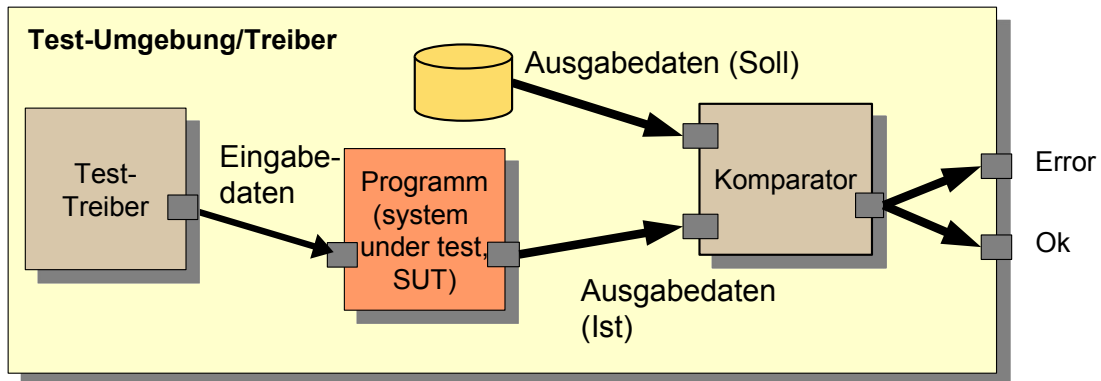 Test-Umgebung/Treiber
Ausgabedaten (Soll)
Test-
Treiber
Eingabe-
daten
Programm
(system
under test,
SUT)
Komparator
Ausgabedaten
(Ist)
Error
Ok